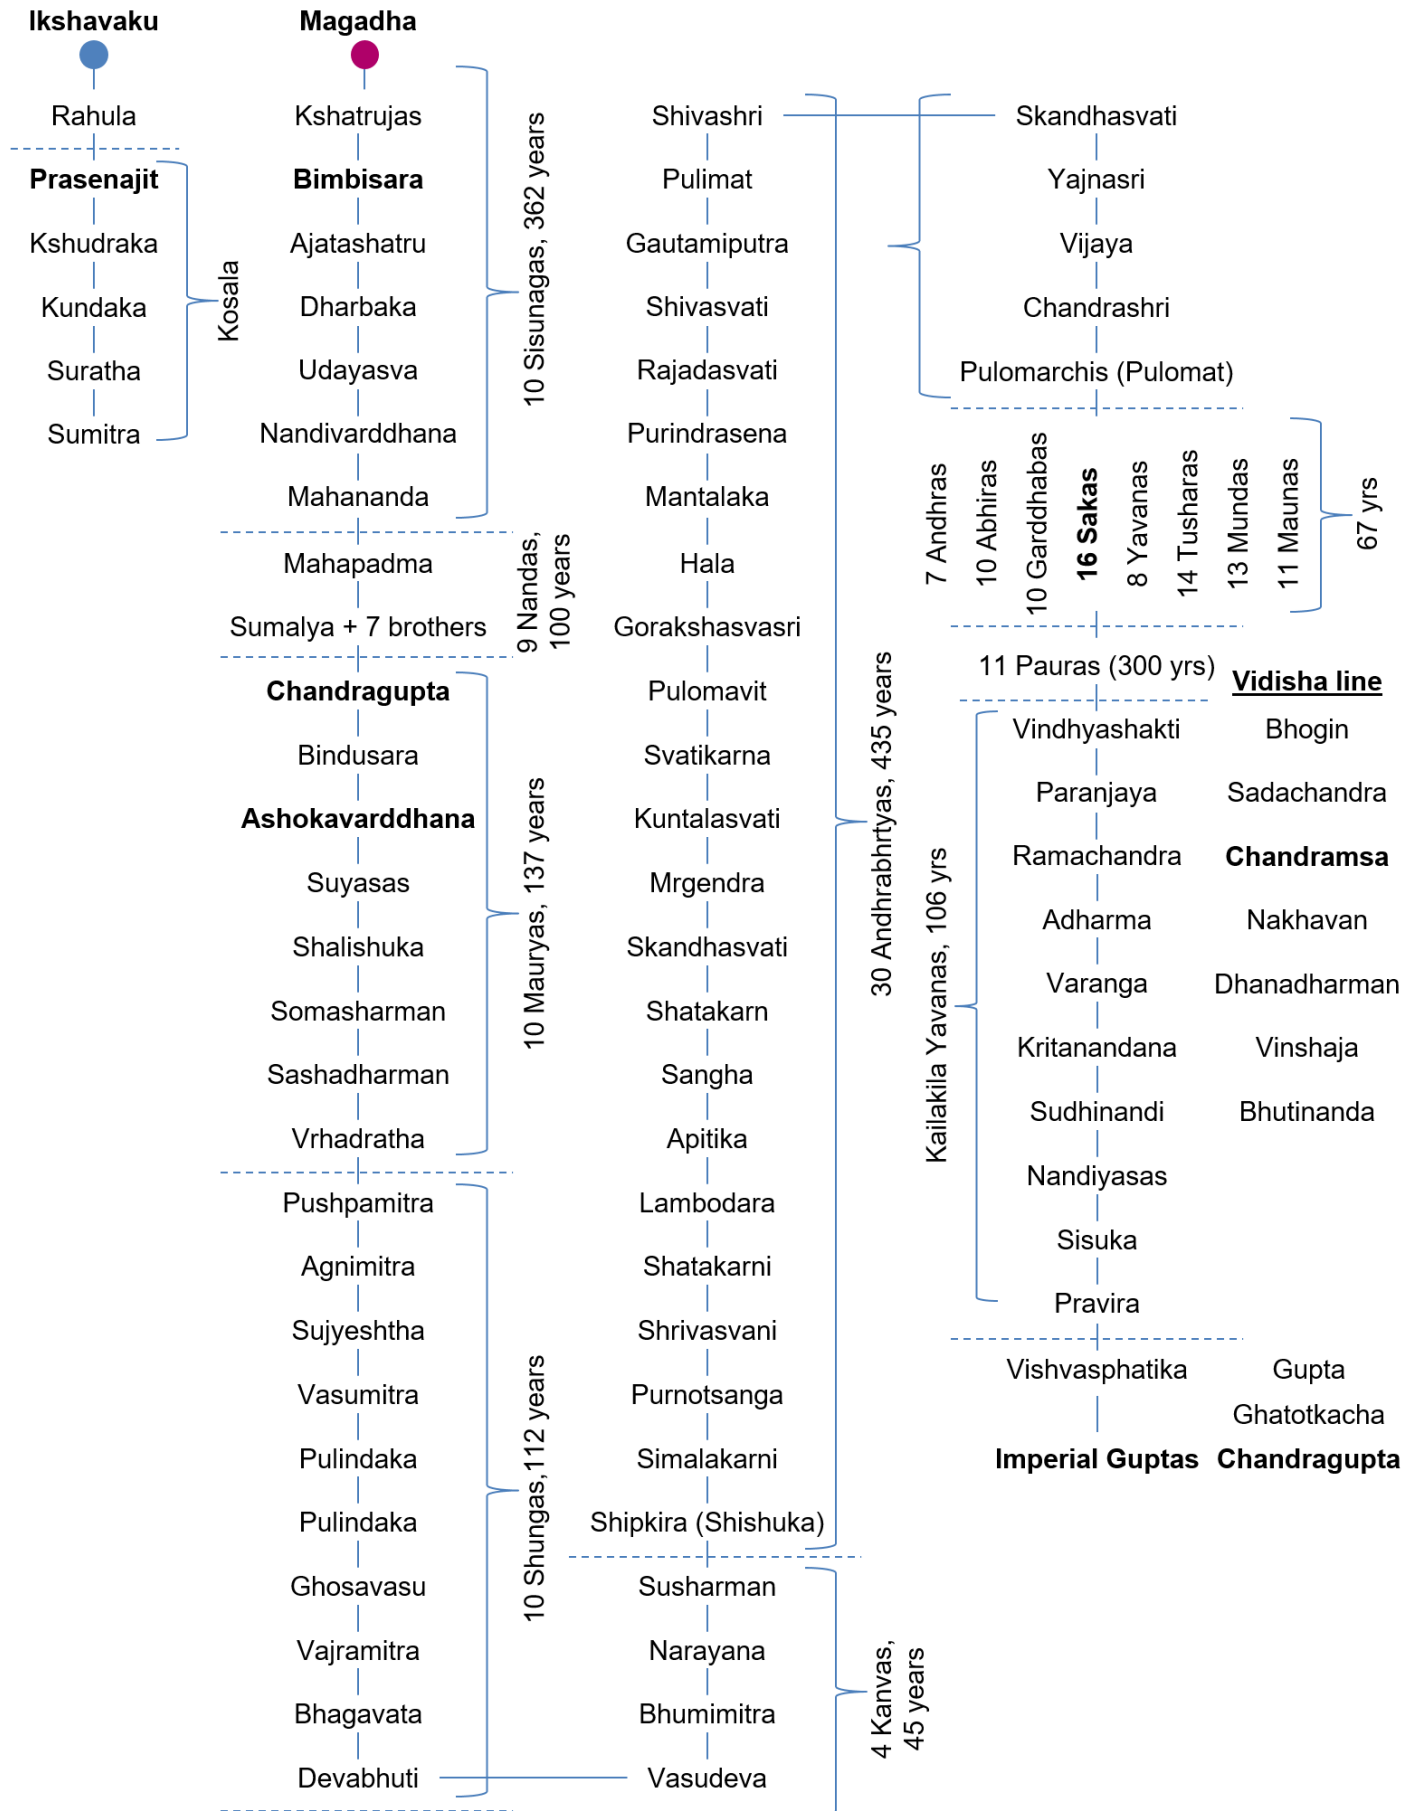 Ikshavaku
Rahula
Prasenajit
Kshudraka
Kundaka
Suratha
Sumitra
Kosala
Magadha
Kshatrujas
Bimbisara
Ajatashatru
Dharbaka
Udayasva
Nandivarddhana
Mahananda
10 Sisunagas, 362 years
Mahapadma
Sumalya + 7 brothers
9 Nandas,
100 years
Chandragupta
Bindusara
Ashokavarddhana
Suyasas
Shalishuka
Somasharman
Sashadharman
Vrhadratha
10 Mauryas, 137 years
Pushpamitra
Agnimitra
Sujyeshtha
Vasumitra
Pulindaka
Pulindaka
Ghosavasu
Vajramitra
Bhagavata
Devabhuti
10 Shungas,112 years
Shivashri
Pulimat
Gautamiputra
Shivasvati
Rajadasvati
Purindrasena
Mantalaka
Hala
Gorakshasvasri
Pulomavit
Svatikarna
Kuntalasvati
Mrgendra
Skandhasvati
Shatakarn
Sangha
Apitika
Lambodara
Shatakarni
Shrivasvani
Purnotsanga
Simalakarni
Shipkira (Shishuka)
30 Andhrabhrtyas, 435 years
Susharman
Narayana
Bhumimitra
Vasudeva
4 Kanvas,
45 years
Skandhasvati
Yajnasri
Vijaya
Chandrashri
Pulomarchis (Pulomat)
7 Andhras
10 Abhiras
10 Garddhabas
16 Sakas
8 Yavanas
14 Tusharas
13 Mundas
11 Maunas
67 yrs
11 Pauras (300 yrs)
Vindhyashakti
Paranjaya
Ramachandra
Adharma
Varanga
Kritanandana
Sudhinandi
Nandiyasas
Sisuka
Pravira
Kailakila Yavanas, 106 yrs
Vidisha line
Bhogin
Sadachandra
Chandramsa
Nakhavan
Dhanadharman
Vinshaja
Bhutinanda
Vishvasphatika
Imperial Guptas
Gupta
Ghatotkacha
Chandragupta